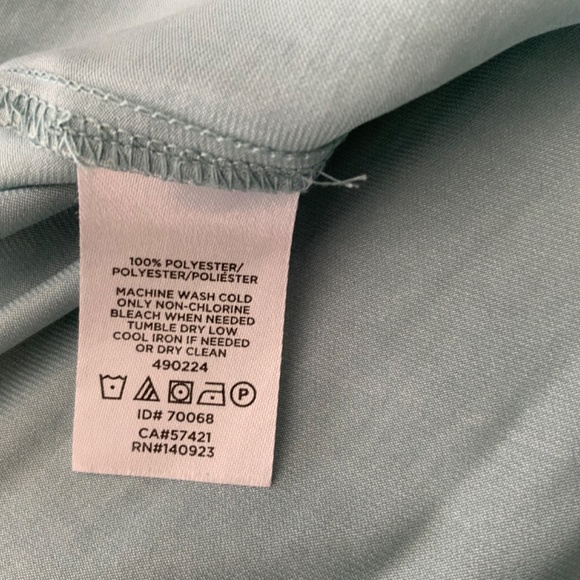 100% POLYESTER/
POLYESTER/POLIÉSTER
MACHINE WASH COLD
ONLY NON-CHLORINE
BLEACH WHEN NEEDED
TUMBLE DRY LOW
COOL IRON IF NEEDED
OR DRY CLEAN
490224
P
ID# 70068
CA#57421
RN#140923